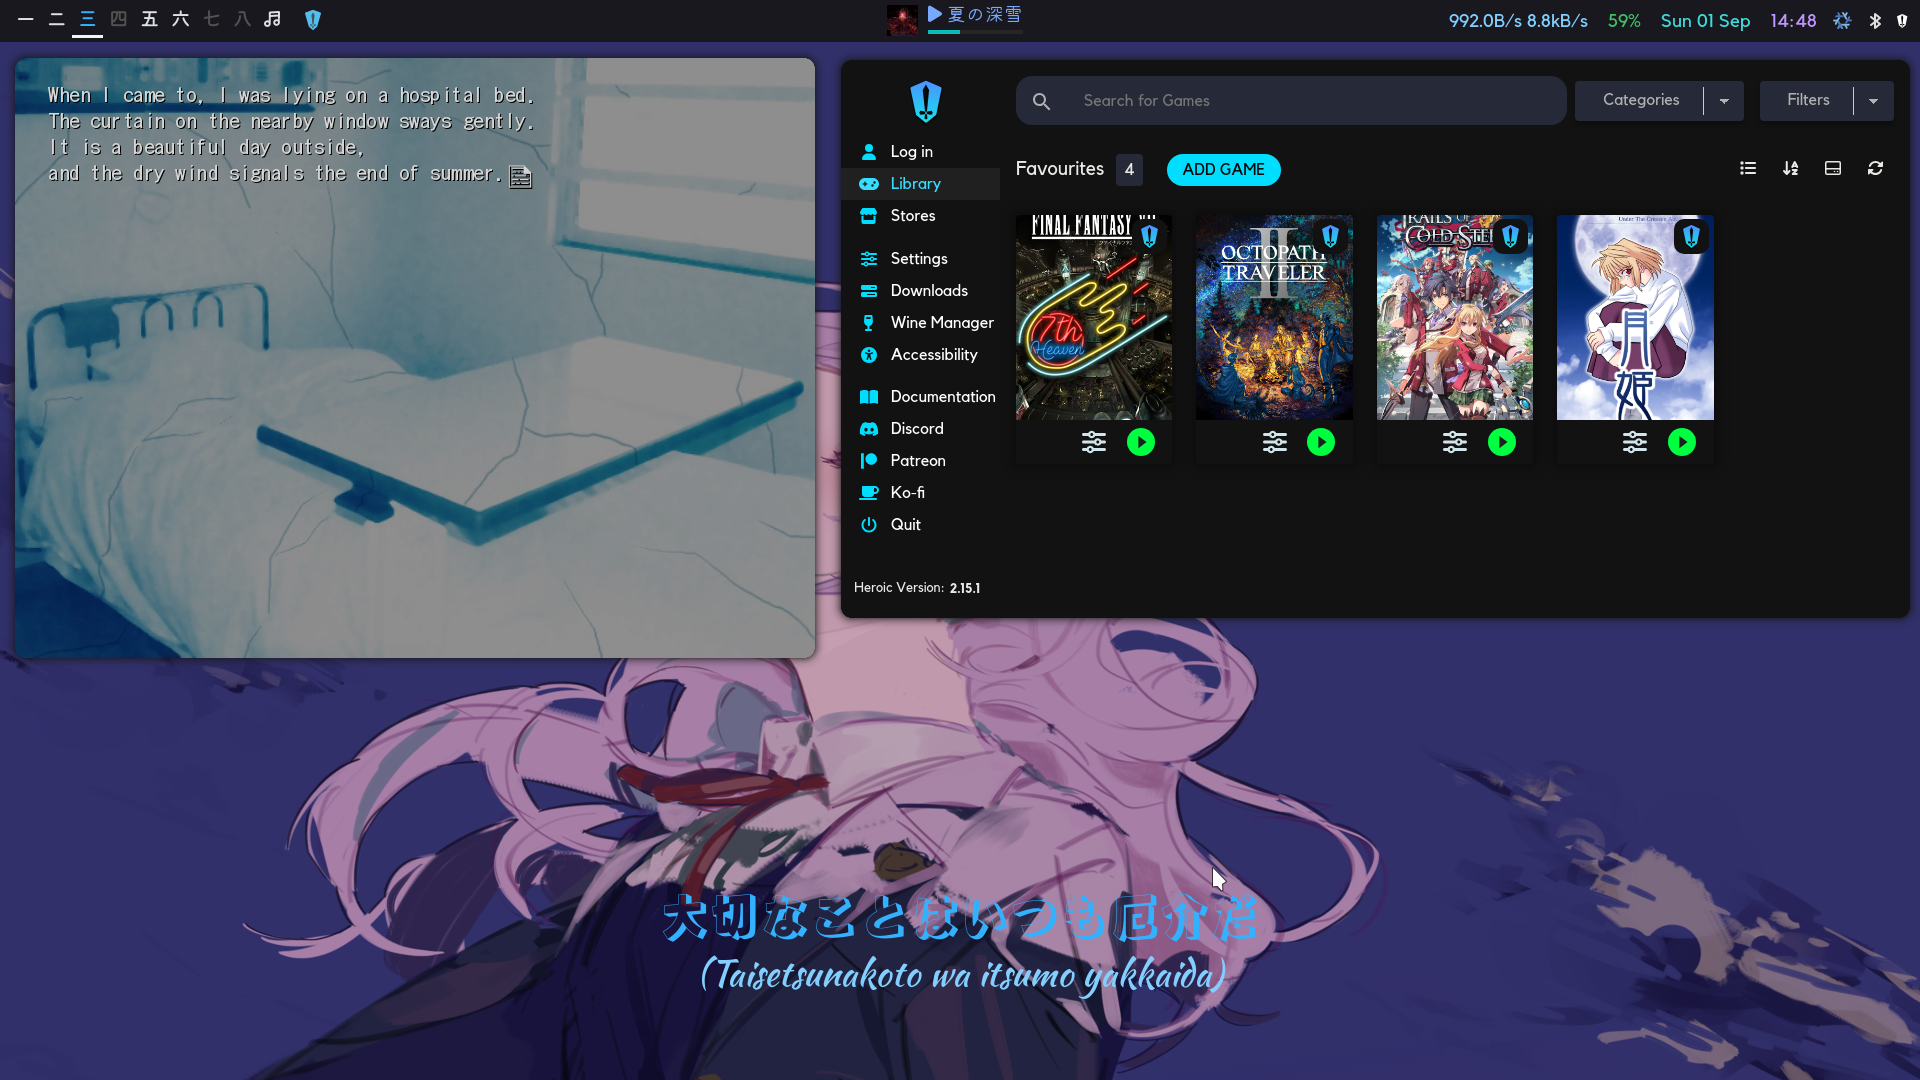 一 二 三 四 五 六 七 八
夏の深雪
992.0B/s 8.8kB/s 59% Sun 01 Sep 14:48
When I came to, I was lying on a hospital bed.
The curtain on the nearby window sways gently.
It is a beautiful day outside,
and the dry wind signals the end of summer.
Search for Games
Categories
Filters
Log in
Library
Stores
Settings
Downloads
Wine Manager
Accessibility
Documentation
Discord
Patreon
Ko-fi
Quit
Heroic Version: 2.15.1
Favourites 4 ADD GAME
FINAL FANTASY VII
7th
Heaven
II
OCTOPATH
TRAVELER
TRAILS OF
COLD STEEL
月姫
大切なことはいつも厄介だ
(Taisetsunakoto wa itsumo yakkaida)